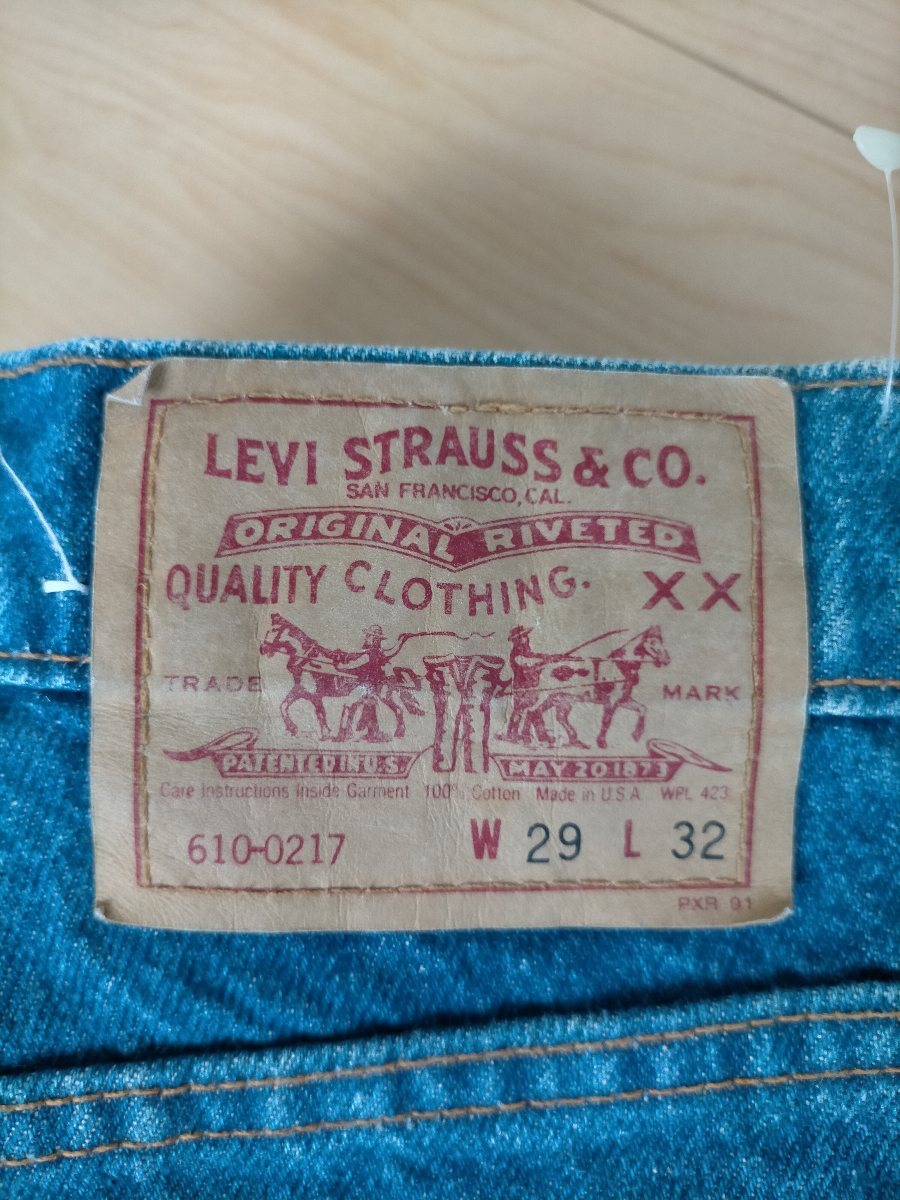 LEVI STRAUSS & CO.
SAN FRANCISCO, CAL.
ORIGINAL RIVETED
QUALITY CLOTHING. XX
TRADE MARK
PATENTED IN U.S. MAY 20 1873
Care Instructions Inside Garment 100% Cotton Made in U.S.A. WPL 423
610-0217 W 29 L 32
PXR 91